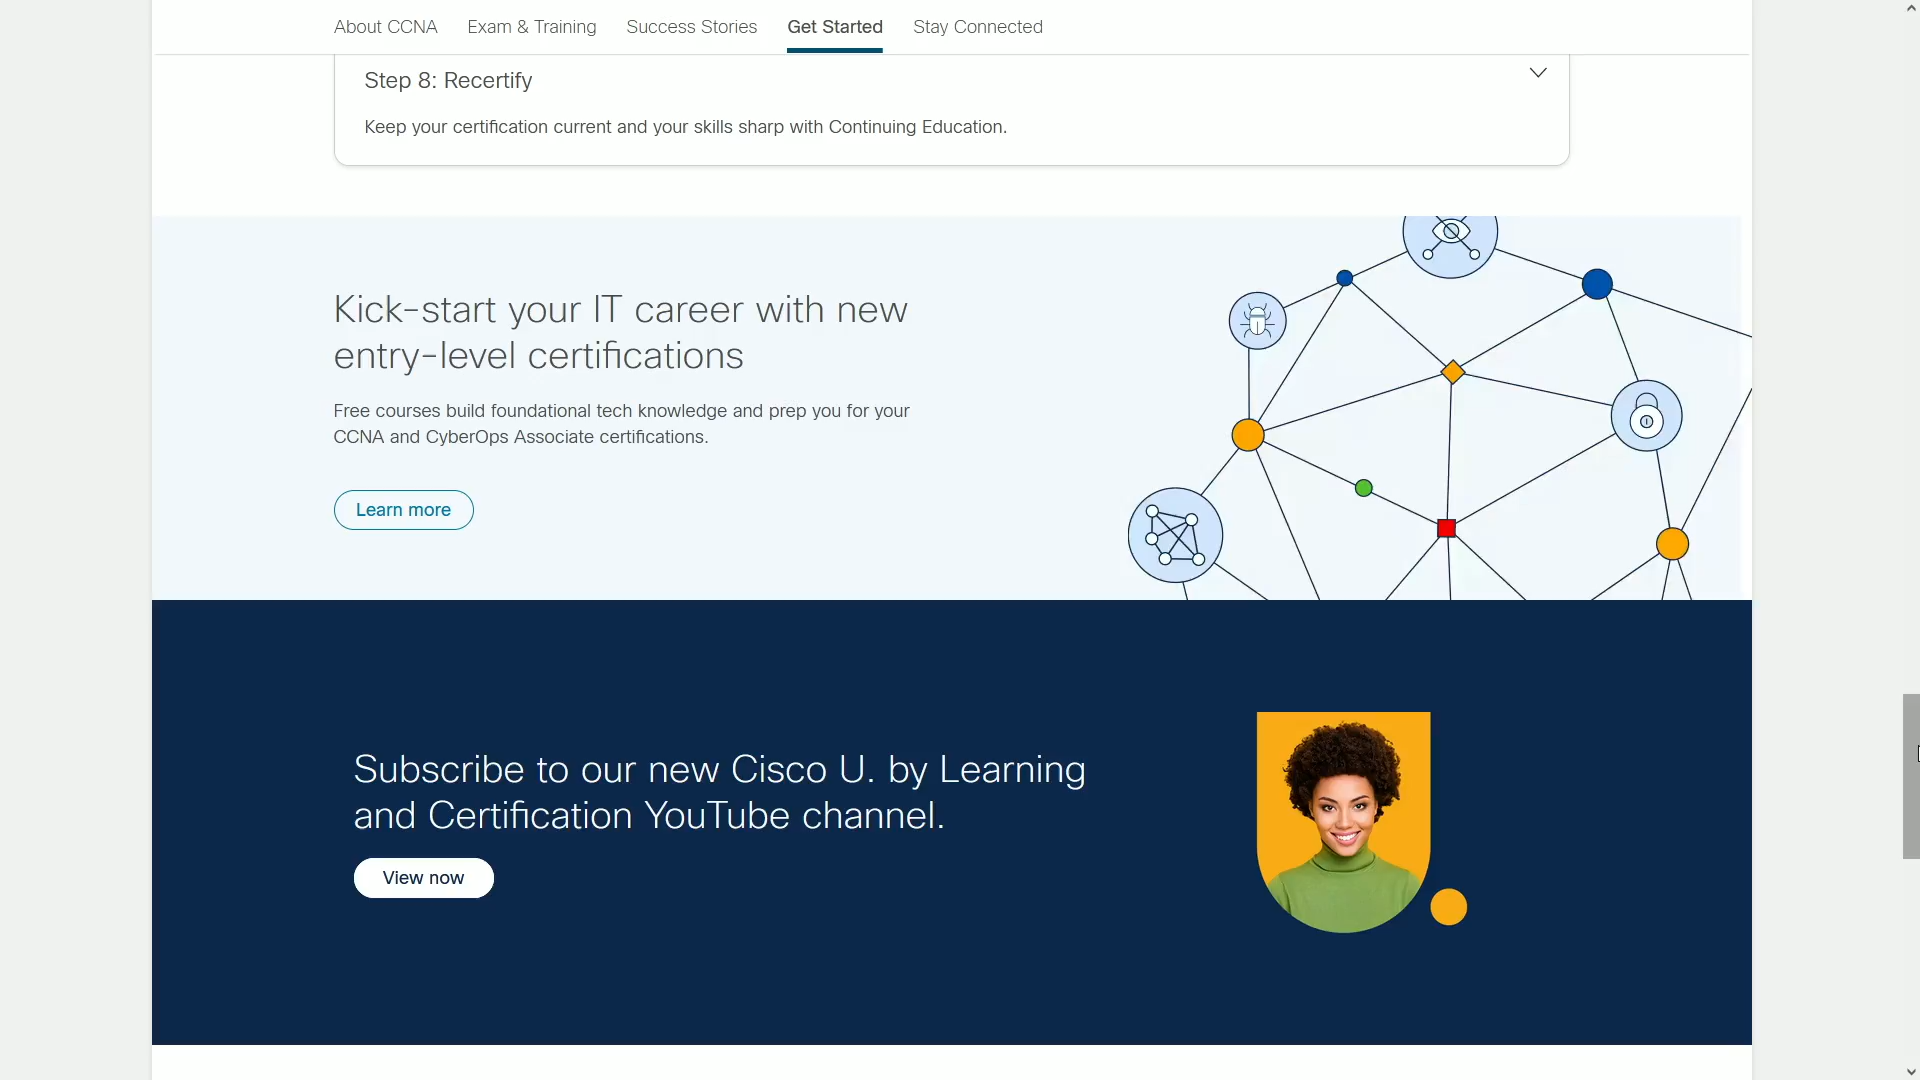 About CCNA
Exam & Training
Success Stories
Get Started
Stay Connected
Step 8: Recertify
Keep your certification current and your skills sharp with Continuing Education.
Kick-start your IT career with new
entry-level certifications
Free courses build foundational tech knowledge and prep you for your
CCNA and CyberOps Associate certifications.
Learn more
Subscribe to our new Cisco U. by Learning
and Certification YouTube channel.
View now